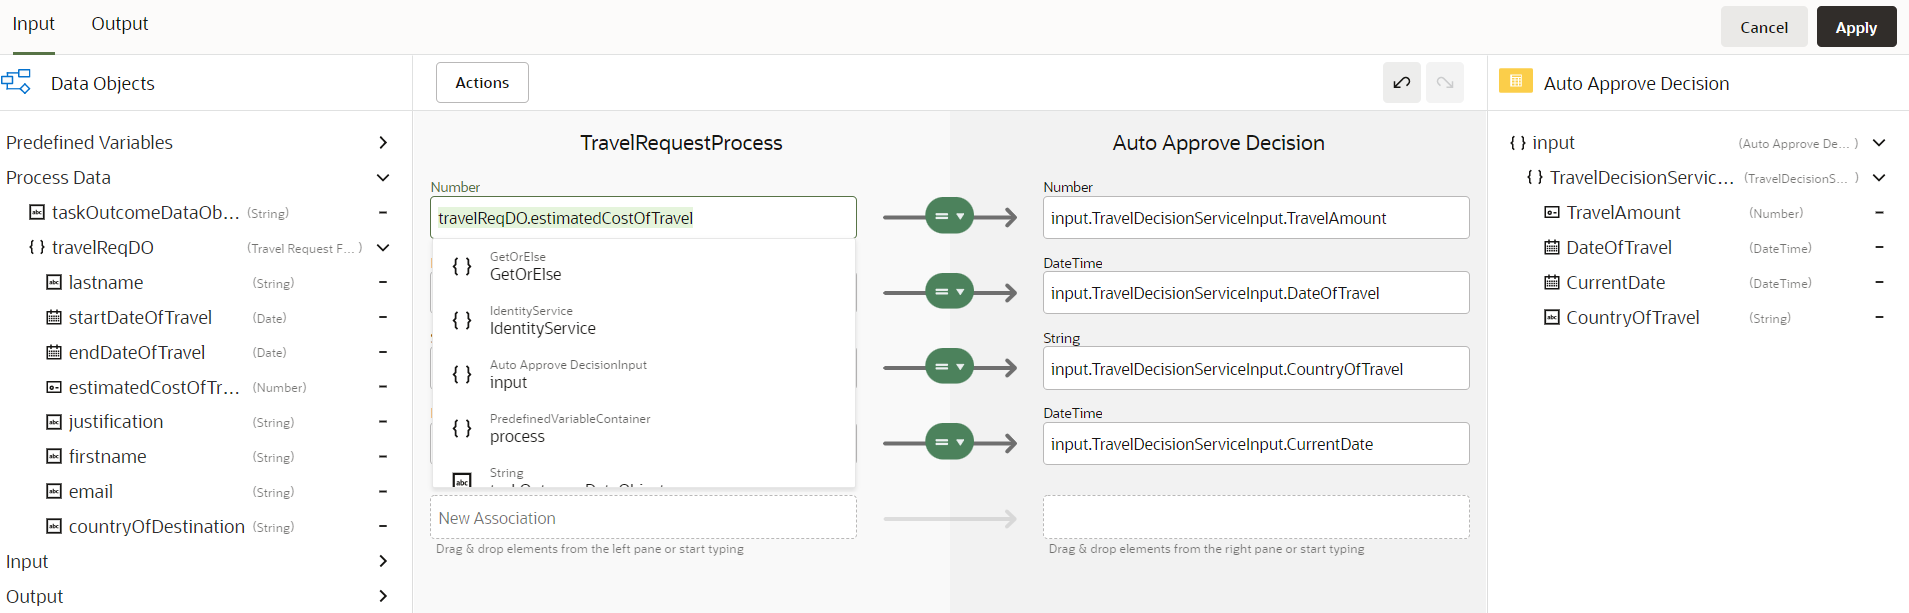 Input
Output
Cancel
Apply
Data Objects
Actions
Auto Approve Decision
Predefined Variables
Process Data
taskOutcomeDataOb... (String)
travelReqDO (Travel Request F... )
lastname (String)
startDateOfTravel (Date)
endDateOfTravel (Date)
estimatedCostOfTr... (Number)
justification (String)
firstname (String)
email (String)
countryOfDestination (String)
Input
Output
TravelRequestProcess
Auto Approve Decision
Number
travelReqDO.estimatedCostOfTravel
GetOrElse
GetOrElse
IdentityService
IdentityService
Auto Approve DecisionInput
input
PredefinedVariableContainer
process
String
New Association
Drag & drop elements from the left pane or start typing
Number
input.TravelDecisionServiceInput.TravelAmount
DateTime
input.TravelDecisionServiceInput.DateOfTravel
String
input.TravelDecisionServiceInput.CountryOfTravel
DateTime
input.TravelDecisionServiceInput.CurrentDate
Drag & drop elements from the right pane or start typing
input (Auto Approve De... )
TravelDecisionServic... (TravelDecisionS... )
TravelAmount (Number)
DateOfTravel (DateTime)
CurrentDate (DateTime)
CountryOfTravel (String)